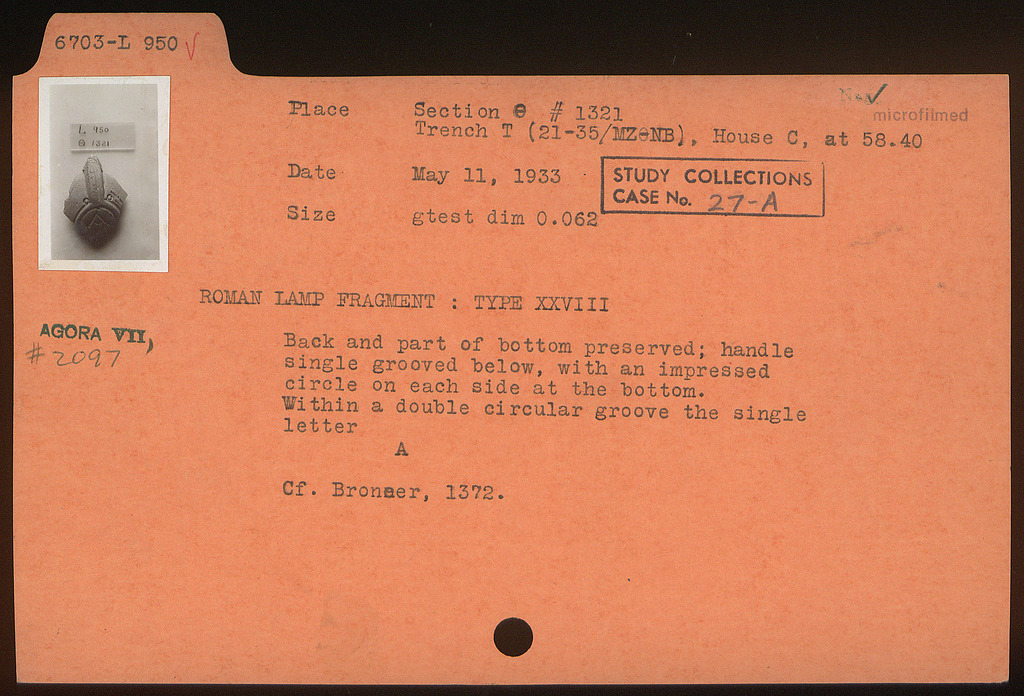 6703-L 950 √
L 950
Θ 1321
Place Section Θ # 1321
Trench T (21-35/MZ-NB), House C, at 58.40
microfilmed
Date May 11, 1933
STUDY COLLECTIONS
CASE No. 27-A
Size gtest dim 0.062
ROMAN LAMP FRAGMENT : TYPE XXVIII
AGORA VII,
#2097
Back and part of bottom preserved; handle
single grooved below, with an impressed
circle on each side at the bottom.
Within a double circular groove the single
letter
A
Cf. Broneer, 1372.